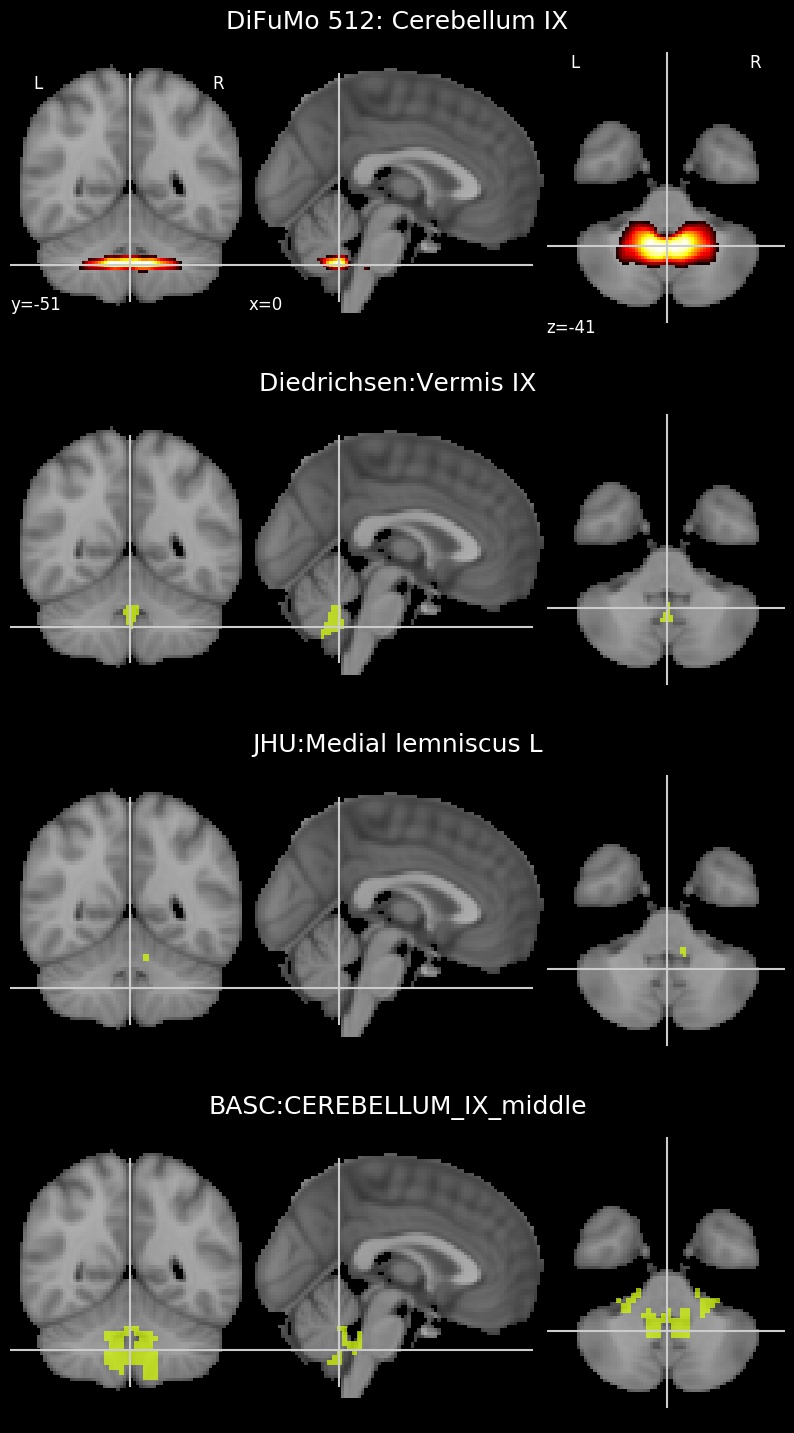 DiFuMo 512: Cerebellum IX
L R L R
y=-51 x=0 z=-41
Diedrichsen:Vermis IX
JHU:Medial lemniscus L
BASC:CEREBELLUM_IX_middle